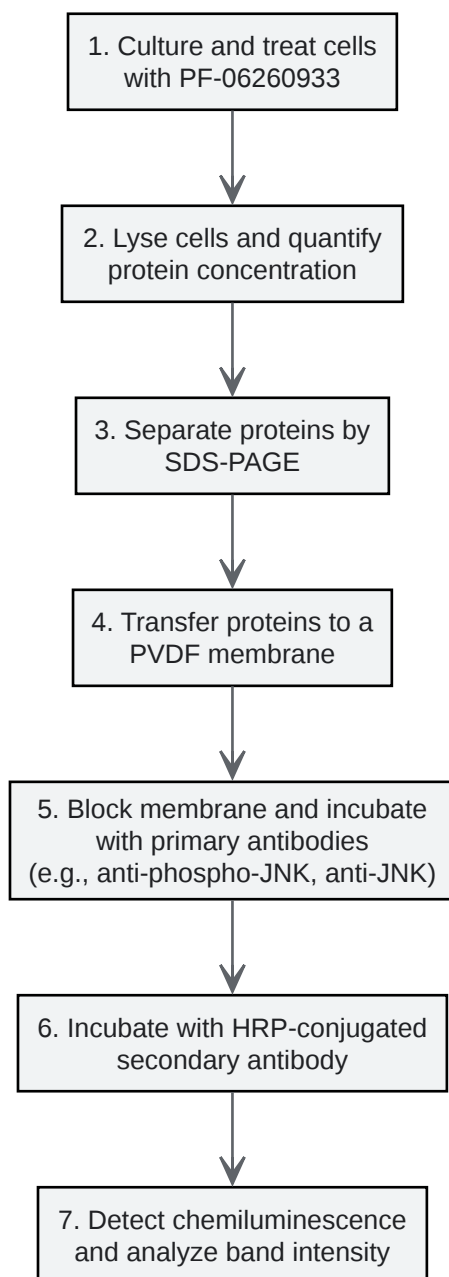 1. Culture and treat cells
with PF-06260933
2. Lyse cells and quantify
protein concentration
3. Separate proteins by
SDS-PAGE
4. Transfer proteins to a
PVDF membrane
5. Block membrane and incubate
with primary antibodies
(e.g., anti-phospho-JNK, anti-JNK)
6. Incubate with HRP-conjugated
secondary antibody
7. Detect chemiluminescence
and analyze band intensity